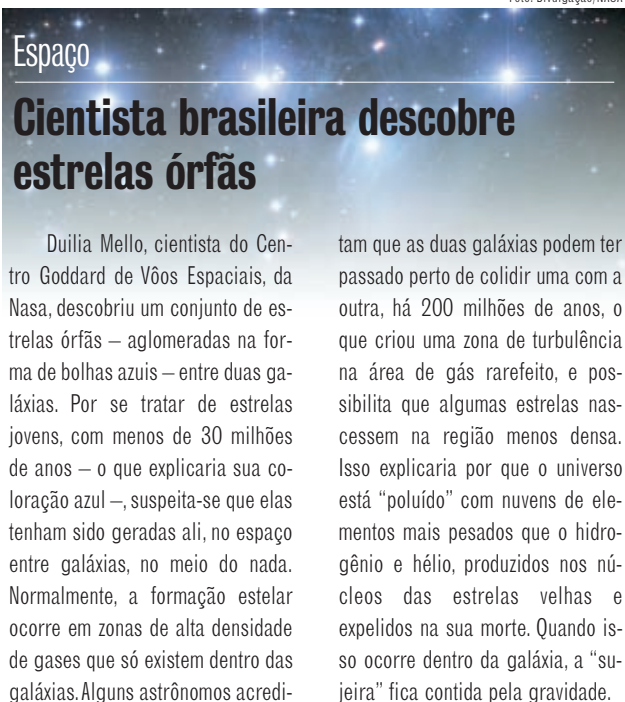 Espaço
Cientista brasileira descobre
estrelas órfãs
Duilia Mello, cientista do Cen-
tro Goddard de Vôos Espaciais, da
Nasa, descobriu um conjunto de es-
trelas órfãs – aglomeradas na for-
ma de bolhas azuis – entre duas ga-
láxias. Por se tratar de estrelas
jovens, com menos de 30 milhões
de anos – o que explicaria sua co-
loração azul –, suspeita-se que elas
tenham sido geradas ali, no espaço
entre galáxias, no meio do nada.
Normalmente, a formação estelar
ocorre em zonas de alta densidade
de gases que só existem dentro das
galáxias. Alguns astrônomos acredi-
tam que as duas galáxias podem ter
passado perto de colidir uma com a
outra, há 200 milhões de anos, o
que criou uma zona de turbulência
na área de gás rarefeito, e pos-
sibilita que algumas estrelas nas-
cessem na região menos densa.
Isso explicaria por que o universo
está “poluído” com nuvens de ele-
mentos mais pesados que o hidro-
gênio e hélio, produzidos nos nú-
cleos das estrelas velhas e
expelidos na sua morte. Quando is-
so ocorre dentro da galáxia, a “su-
jeira” fica contida pela gravidade.